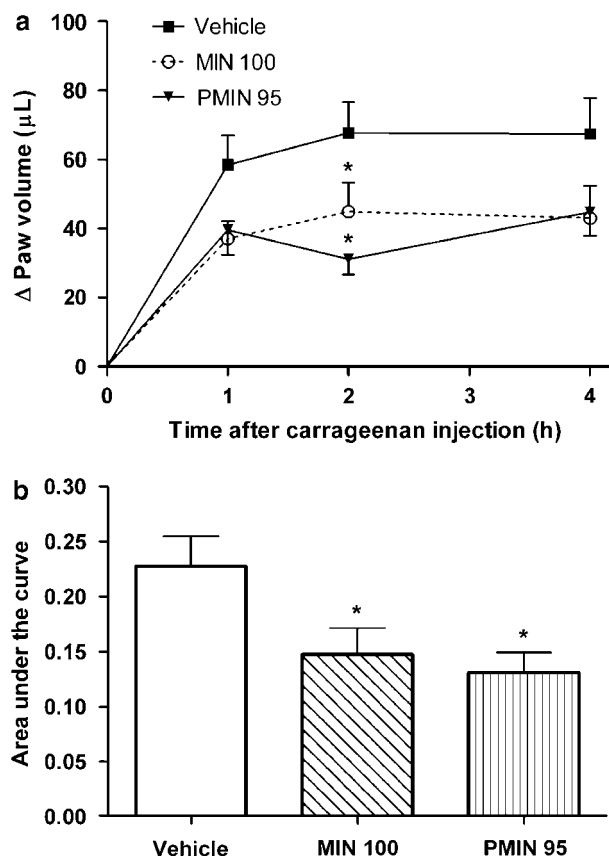 a
100
80
60
40
20
0
Δ Paw volume (μL)
Vehicle
MIN 100
PMIN 95
*
*
0 1 2 3 4
Time after carrageenan injection (h)
b
0.30
0.25
0.20
0.15
0.10
0.05
0.00
Area under the curve
*
*
Vehicle MIN 100 PMIN 95